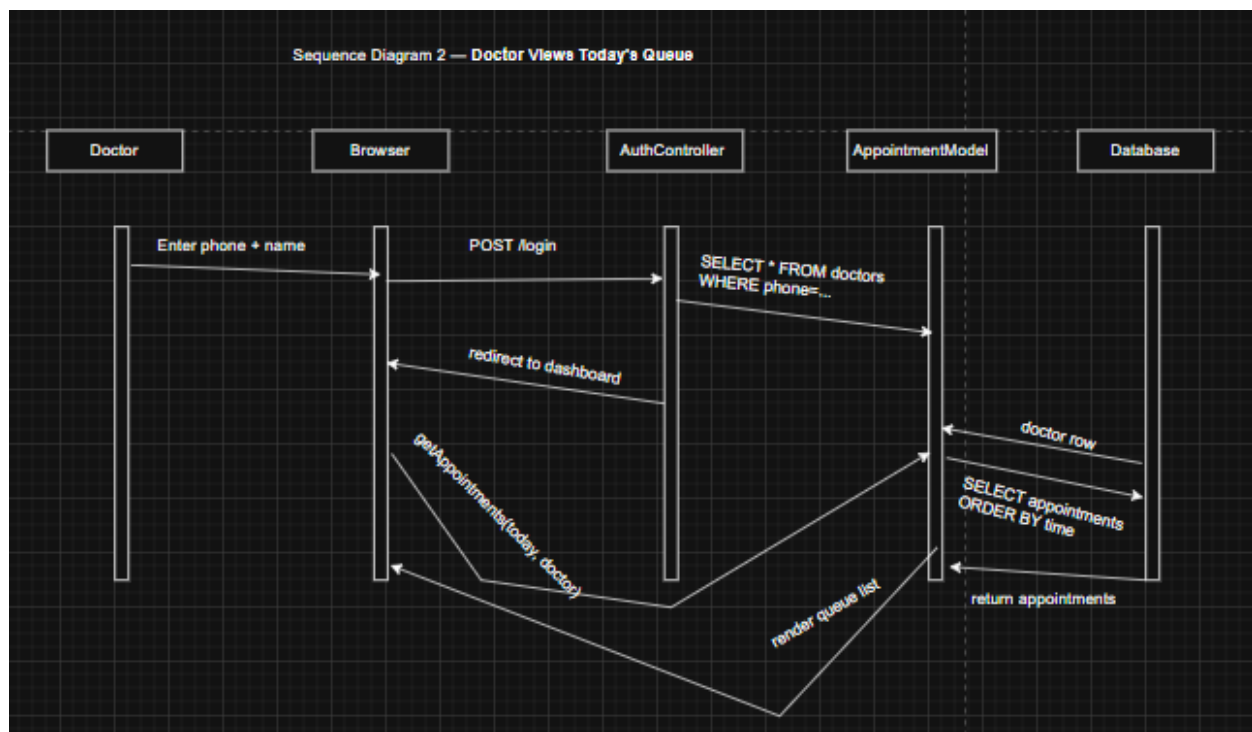 Sequence Diagram 2 — Doctor Views Today's Queue
Doctor
Browser
AuthController
AppointmentModel
Database
Enter phone + name
POST /login
SELECT * FROM doctors
WHERE phone=...
redirect to dashboard
doctor row
getAppointments(today, doctor)
SELECT appointments
ORDER BY time
render queue list
return appointments